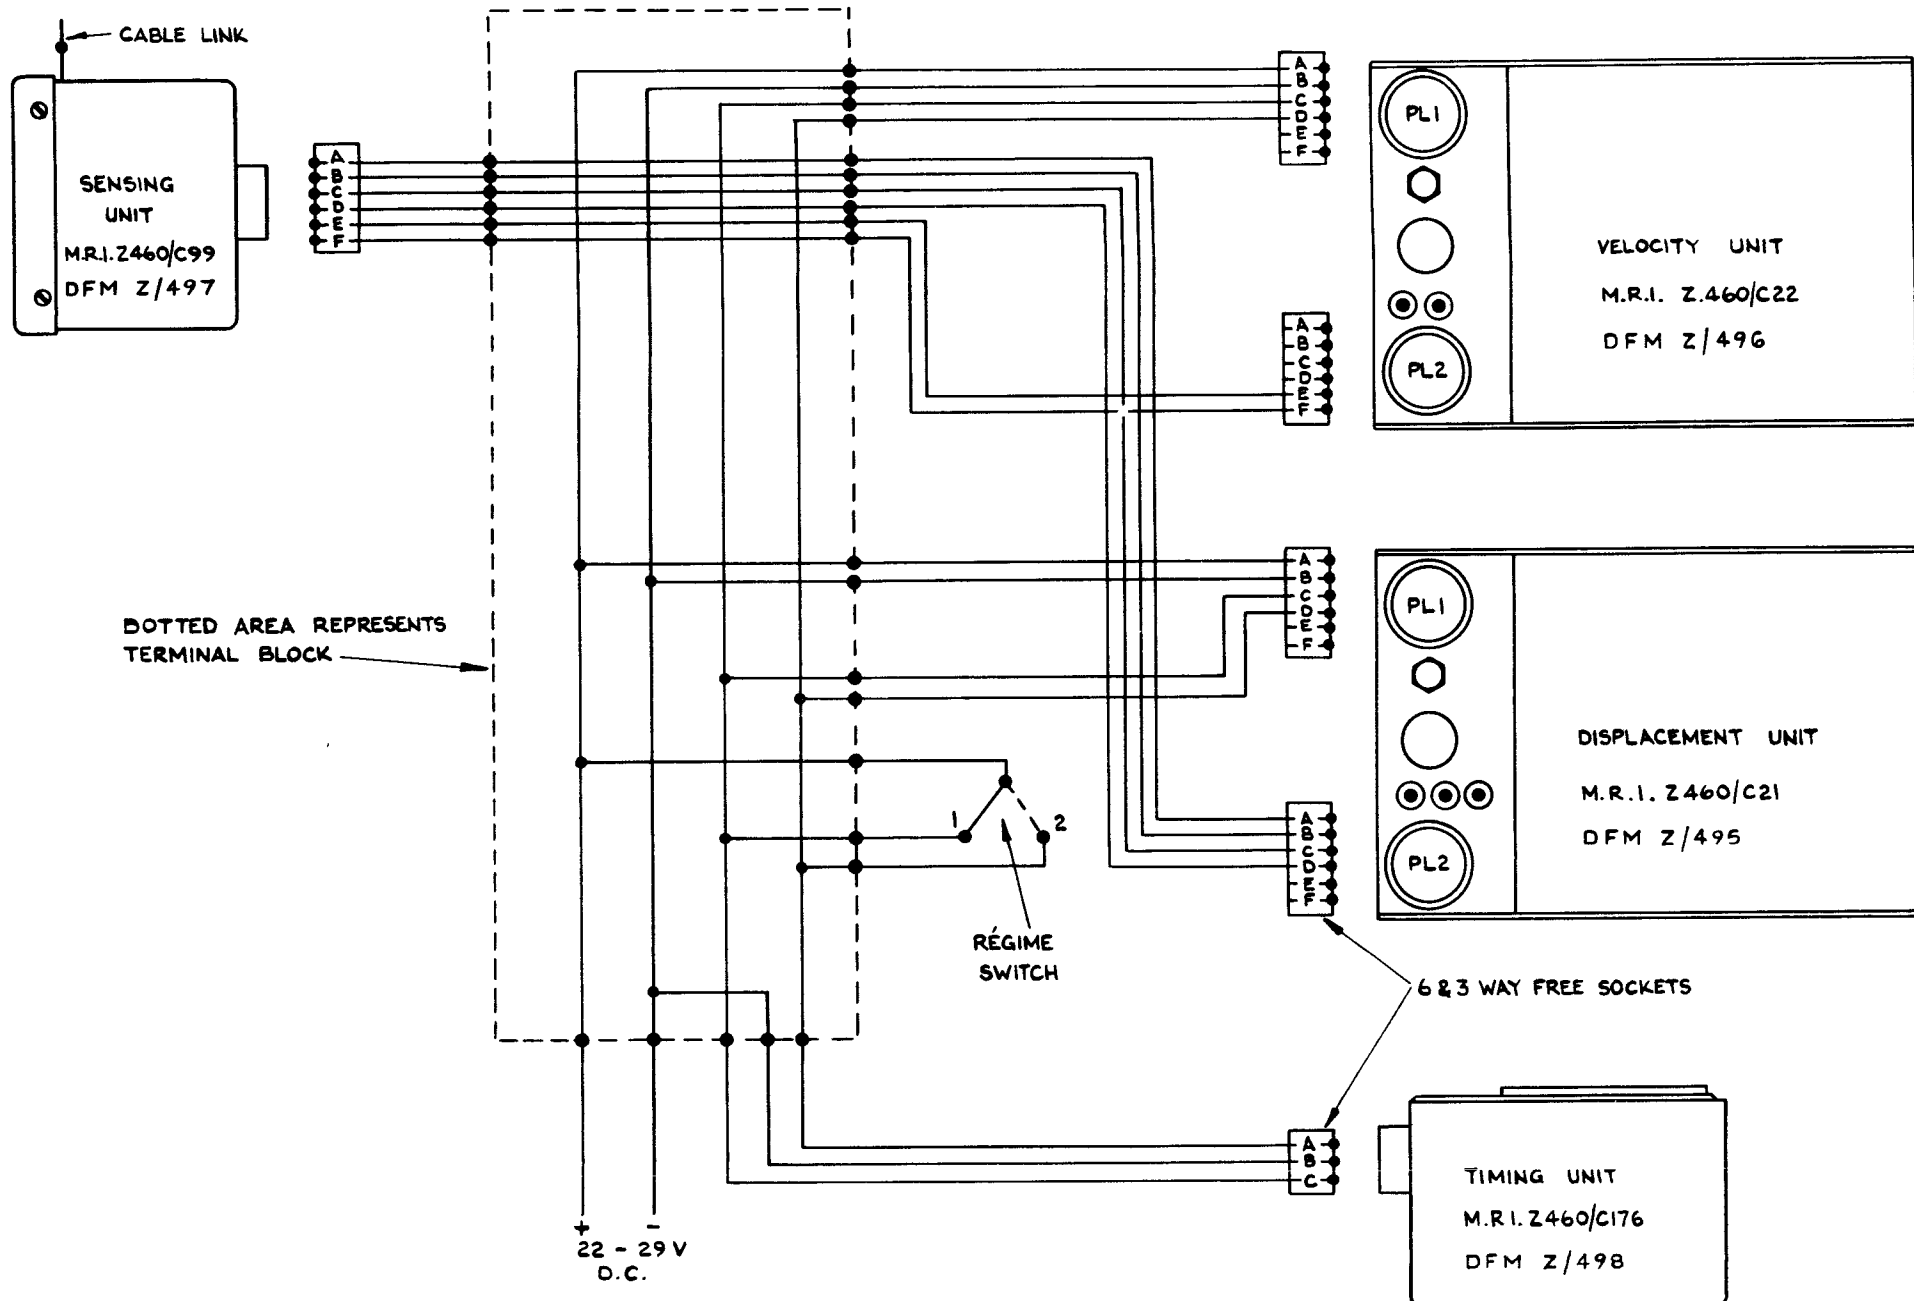 CABLE LINK
SENSING
UNIT
M.R.I. Z460/C99
DFM Z/497
A
B
C
D
E
F
A
B
C
D
E
F
PL1
VELOCITY UNIT
M.R.I. Z.460/C22
DFM Z/496
A
B
C
D
E
F
PL2
DOTTED AREA REPRESENTS
TERMINAL BLOCK
A
B
C
D
E
F
PL1
DISPLACEMENT UNIT
M.R.I. Z460/C21
DFM Z/495
1
2
RÉGIME
SWITCH
A
B
C
D
E
F
PL2
6 & 3 WAY FREE SOCKETS
A
B
C
TIMING UNIT
M.R.I. Z460/C176
DFM Z/498
+ -
22 - 29 V
D.C.